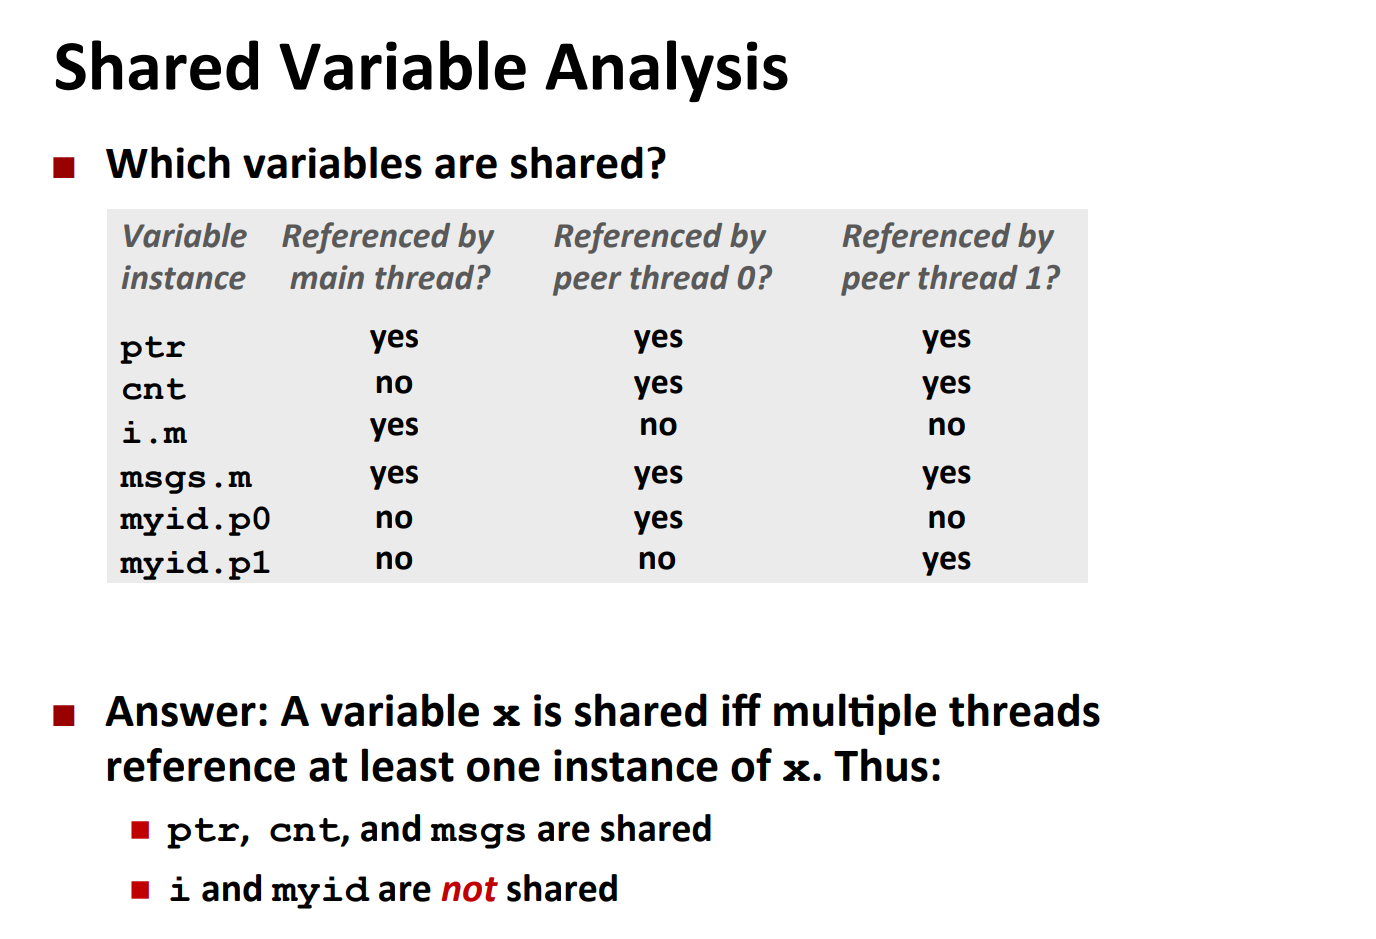 Shared Variable Analysis
Which variables are shared?
Variable instance Referenced by main thread? Referenced by peer thread 0? Referenced by peer thread 1?
ptr yes yes yes
cnt no yes yes
i.m yes no no
msgs.m yes yes yes
myid.p0 no yes no
myid.p1 no no yes
Answer: A variable x is shared iff multiple threads
reference at least one instance of x. Thus:
ptr, cnt, and msgs are shared
i and myid are not shared